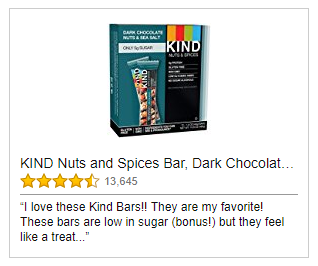 DARK CHOCOLATE
NUTS & SEA SALT
ONLY 5g SUGAR
KIND
NUTS & SPICES
KIND Nuts and Spices Bar, Dark Chocolat…
13,645
“I love these Kind Bars!! They are my favorite!
These bars are low in sugar (bonus!) but they feel
like a treat...”